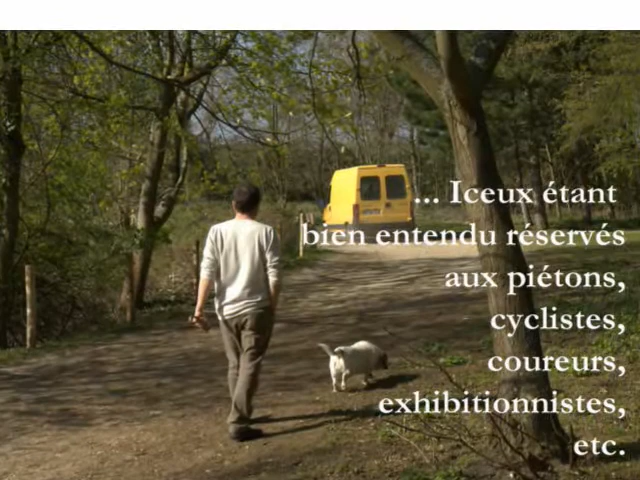 ... Iceux étant
bien entendu réservés
aux piétons,
cyclistes,
coureurs,
exhibitionnistes,
etc.